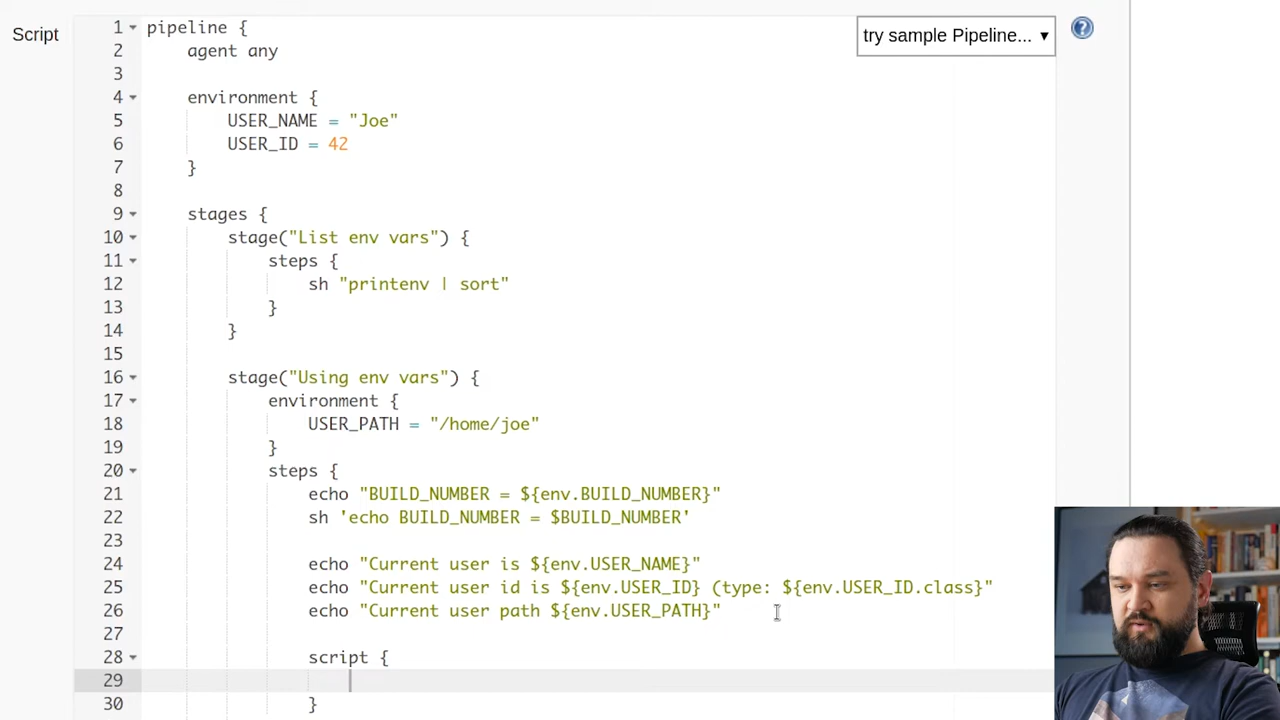 Script
try sample Pipeline... ▾
1 pipeline {
2 agent any
3
4 environment {
5 USER_NAME = "Joe"
6 USER_ID = 42
7 }
8
9 stages {
10 stage("List env vars") {
11 steps {
12 sh "printenv | sort"
13 }
14 }
15
16 stage("Using env vars") {
17 environment {
18 USER_PATH = "/home/joe"
19 }
20 steps {
21 echo "BUILD_NUMBER = ${env.BUILD_NUMBER}"
22 sh 'echo BUILD_NUMBER = $BUILD_NUMBER'
23
24 echo "Current user is ${env.USER_NAME}"
25 echo "Current user id is ${env.USER_ID} (type: ${env.USER_ID.class}"
26 echo "Current user path ${env.USER_PATH}"
27
28 script {
29
30 }